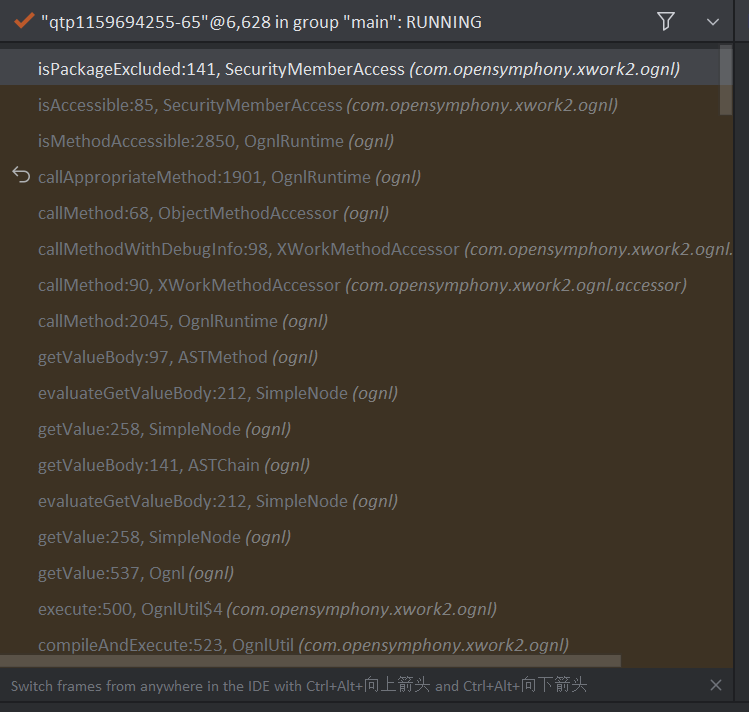 "qtp1159694255-65"@6,628 in group "main": RUNNING
isPackageExcluded:141, SecurityMemberAccess (com.opensymphony.xwork2.ognl)
isAccessible:85, SecurityMemberAccess (com.opensymphony.xwork2.ognl)
isMethodAccessible:2850, OgnlRuntime (ognl)
callAppropriateMethod:1901, OgnlRuntime (ognl)
callMethod:68, ObjectMethodAccessor (ognl)
callMethodWithDebugInfo:98, XWorkMethodAccessor (com.opensymphony.xwork2.ognl.
callMethod:90, XWorkMethodAccessor (com.opensymphony.xwork2.ognl.accessor)
callMethod:2045, OgnlRuntime (ognl)
getValueBody:97, ASTMethod (ognl)
evaluateGetValueBody:212, SimpleNode (ognl)
getValue:258, SimpleNode (ognl)
getValueBody:141, ASTChain (ognl)
evaluateGetValueBody:212, SimpleNode (ognl)
getValue:258, SimpleNode (ognl)
getValue:537, Ognl (ognl)
execute:500, OgnlUtil$4 (com.opensymphony.xwork2.ognl)
compileAndExecute:523, OgnlUtil (com.opensymphony.xwork2.ognl)
Switch frames from anywhere in the IDE with Ctrl+Alt+向上箭头 and Ctrl+Alt+向下箭头